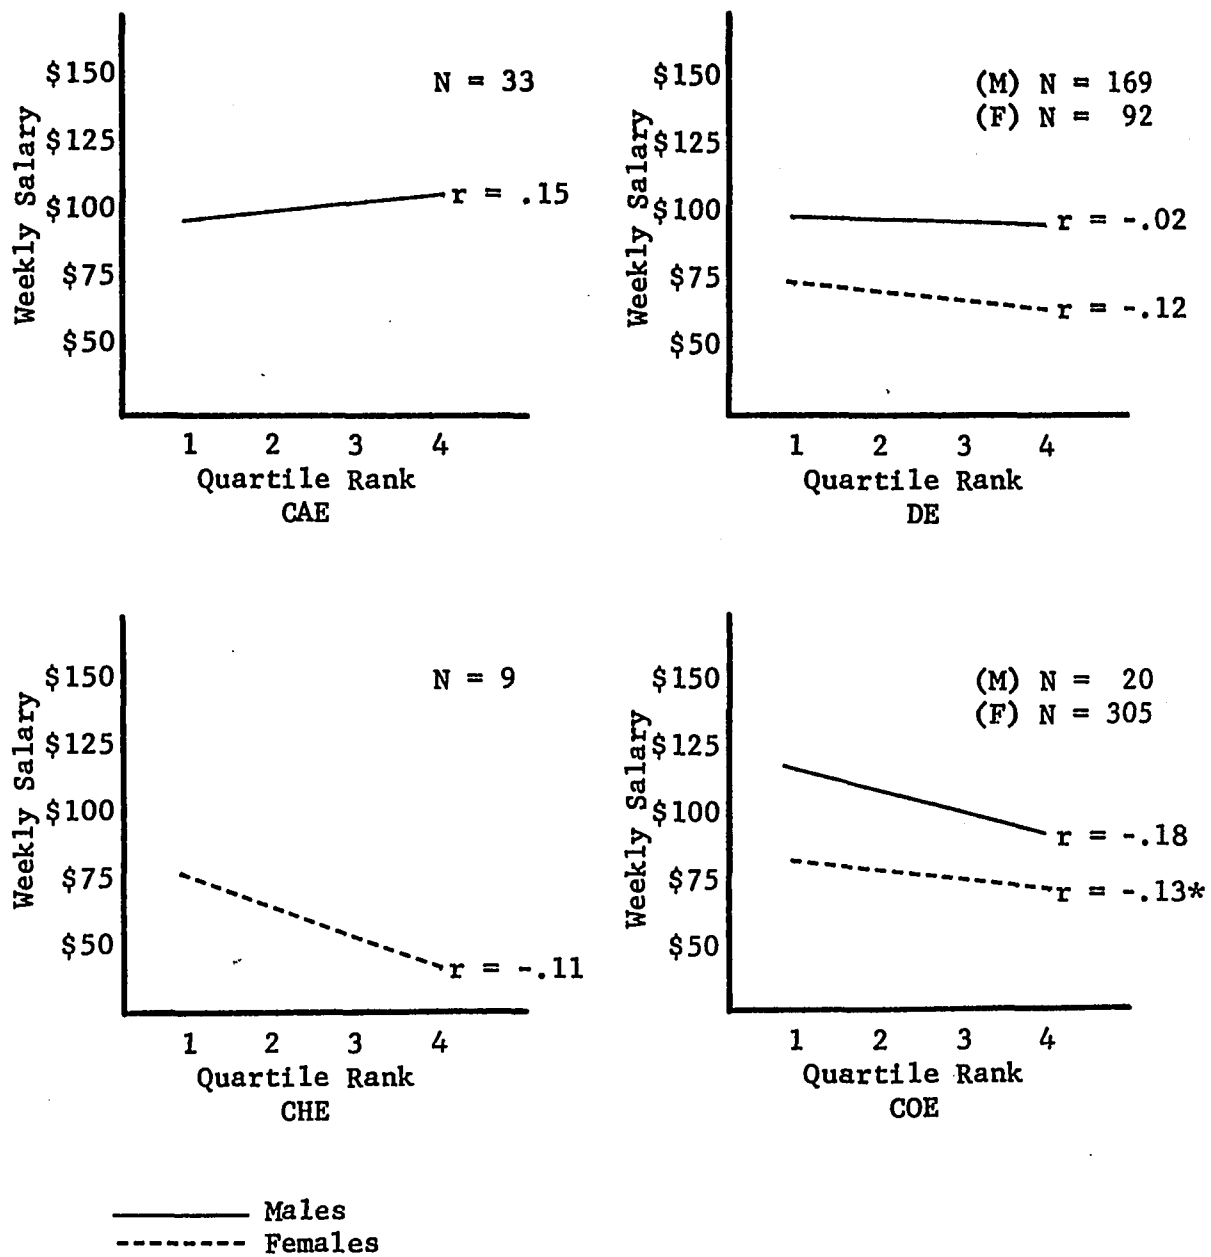 Weekly Salary
$150
$125
$100
$75
$50
N = 33
r = .15
1 2 3 4
Quartile Rank
CAE
Weekly Salary
$150
$125
$100
$75
$50
(M) N = 169
(F) N = 92
r = -.02
r = -.12
1 2 3 4
Quartile Rank
DE
Weekly Salary
$150
$125
$100
$75
$50
N = 9
r = -.11
1 2 3 4
Quartile Rank
CHE
Weekly Salary
$150
$125
$100
$75
$50
(M) N = 20
(F) N = 305
r = -.18
r = -.13*
1 2 3 4
Quartile Rank
COE
Males
Females